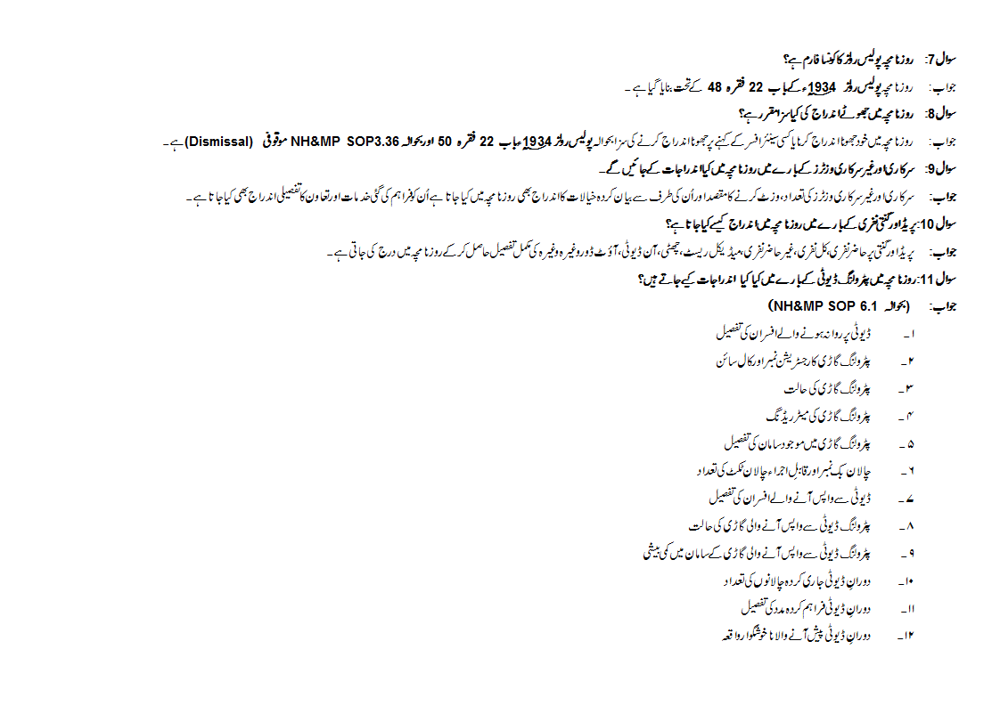 سوال 7: روزنامچہ پولیس رولز کا کونسا فارم ہے؟
جواب: روزنامچہ پولیس رولز 1934ء کے باب 22 فقرہ 48 کے تحت بنایا گیا ہے ۔
سوال 8: روزنامچہ میں جھوٹے اندراج کی کیا سزا مقرر ہے؟
جواب: روزنامچہ میں خود جھوٹا اندراج کرنا یا کسی سینئر افسر کے کہنے پر جھوٹا اندراج کرنے کی سزا بحوالہ پولیس رولز 1934ء باب 22 فقرہ 50 اور بحوالہ NH&MP SOP3.36 موقوفی (Dismissal) ہے۔
سوال 9: سرکاری اور غیر سرکاری وزٹرز کے بارے میں روزنامچہ میں کیا اندراجات کے جائیں گے۔
جواب: سرکاری اور غیر سرکاری وزٹرز کی تعداد، وزٹ کرنے کا مقصد اور اُن کی طرف سے بیان کردہ خیالات کا اندراج بھی روزنامچہ میں کیا جاتا ہے اُن کو فراہم کی گئی خدمات اور تعاون کا تفصیلی اندراج بھی کیا جاتا ہے۔
سوال 10: پریڈ اور گنتی نفری کے بارے میں روزنامچہ میں اندراج کیسے کیا جاتا ہے؟
جواب: پریڈ اور گنتی پر حاضر نفری، کل نفری، غیر حاضر نفری، میڈیکل ریسٹ، چھٹی، آن ڈیوٹی، آؤٹ ڈور وغیرہ وغیرہ کی مکمل تفصیل حاصل کر کے روزنامچہ میں درج کی جاتی ہے۔
سوال 11: روزنامچہ میں پٹرولنگ ڈیوٹی کے بارے میں کیا کیا اندراجات کیے جاتے ہیں؟
جواب: (بحوالہ NH&MP SOP 6.1)
۱۔ ڈیوٹی پر روانہ ہونے والے افسران کی تفصیل
۲۔ پٹرولنگ گاڑی کا رجسٹریشن نمبر اور کال سائن
۳۔ پٹرولنگ گاڑی کی حالت
۴۔ پٹرولنگ گاڑی کی میٹر ریڈنگ
۵۔ پٹرولنگ گاڑی میں موجود سامان کی تفصیل
۶۔ چالان بک نمبر اور قابلِ اجراء چالان ٹکٹ کی تعداد
۷۔ ڈیوٹی سے واپس آنے والے افسران کی تفصیل
۸۔ پٹرولنگ ڈیوٹی سے واپس آنے والی گاڑی کی حالت
۹۔ پٹرولنگ ڈیوٹی سے واپس آنے والی گاڑی کے سامان میں کمی بیشی
۱۰۔ دورانِ ڈیوٹی جاری کردہ چالانوں کی تعداد
۱۱۔ دورانِ ڈیوٹی فراہم کردہ مدد کی تفصیل
۱۲۔ دورانِ ڈیوٹی پیش آنے والا ناخوشگوار واقعہ